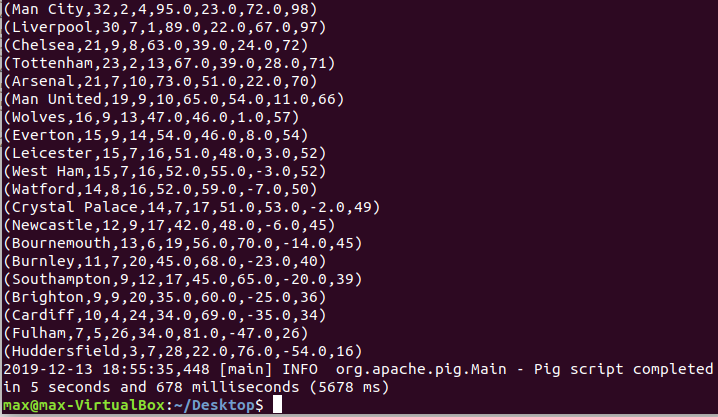 (Man City,32,2,4,95.0,23.0,72.0,98)
(Liverpool,30,7,1,89.0,22.0,67.0,97)
(Chelsea,21,9,8,63.0,39.0,24.0,72)
(Tottenham,23,2,13,67.0,39.0,28.0,71)
(Arsenal,21,7,10,73.0,51.0,22.0,70)
(Man United,19,9,10,65.0,54.0,11.0,66)
(Wolves,16,9,13,47.0,46.0,1.0,57)
(Everton,15,9,14,54.0,46.0,8.0,54)
(Leicester,15,7,16,51.0,48.0,3.0,52)
(West Ham,15,7,16,52.0,55.0,-3.0,52)
(Watford,14,8,16,52.0,59.0,-7.0,50)
(Crystal Palace,14,7,17,51.0,53.0,-2.0,49)
(Newcastle,12,9,17,42.0,48.0,-6.0,45)
(Bournemouth,13,6,19,56.0,70.0,-14.0,45)
(Burnley,11,7,20,45.0,68.0,-23.0,40)
(Southampton,9,12,17,45.0,65.0,-20.0,39)
(Brighton,9,9,20,35.0,60.0,-25.0,36)
(Cardiff,10,4,24,34.0,69.0,-35.0,34)
(Fulham,7,5,26,34.0,81.0,-47.0,26)
(Huddersfield,3,7,28,22.0,76.0,-54.0,16)
2019-12-13 18:55:35,448 [main] INFO  org.apache.pig.Main - Pig script completed
in 5 seconds and 678 milliseconds (5678 ms)
max@max-VirtualBox:~/Desktop$